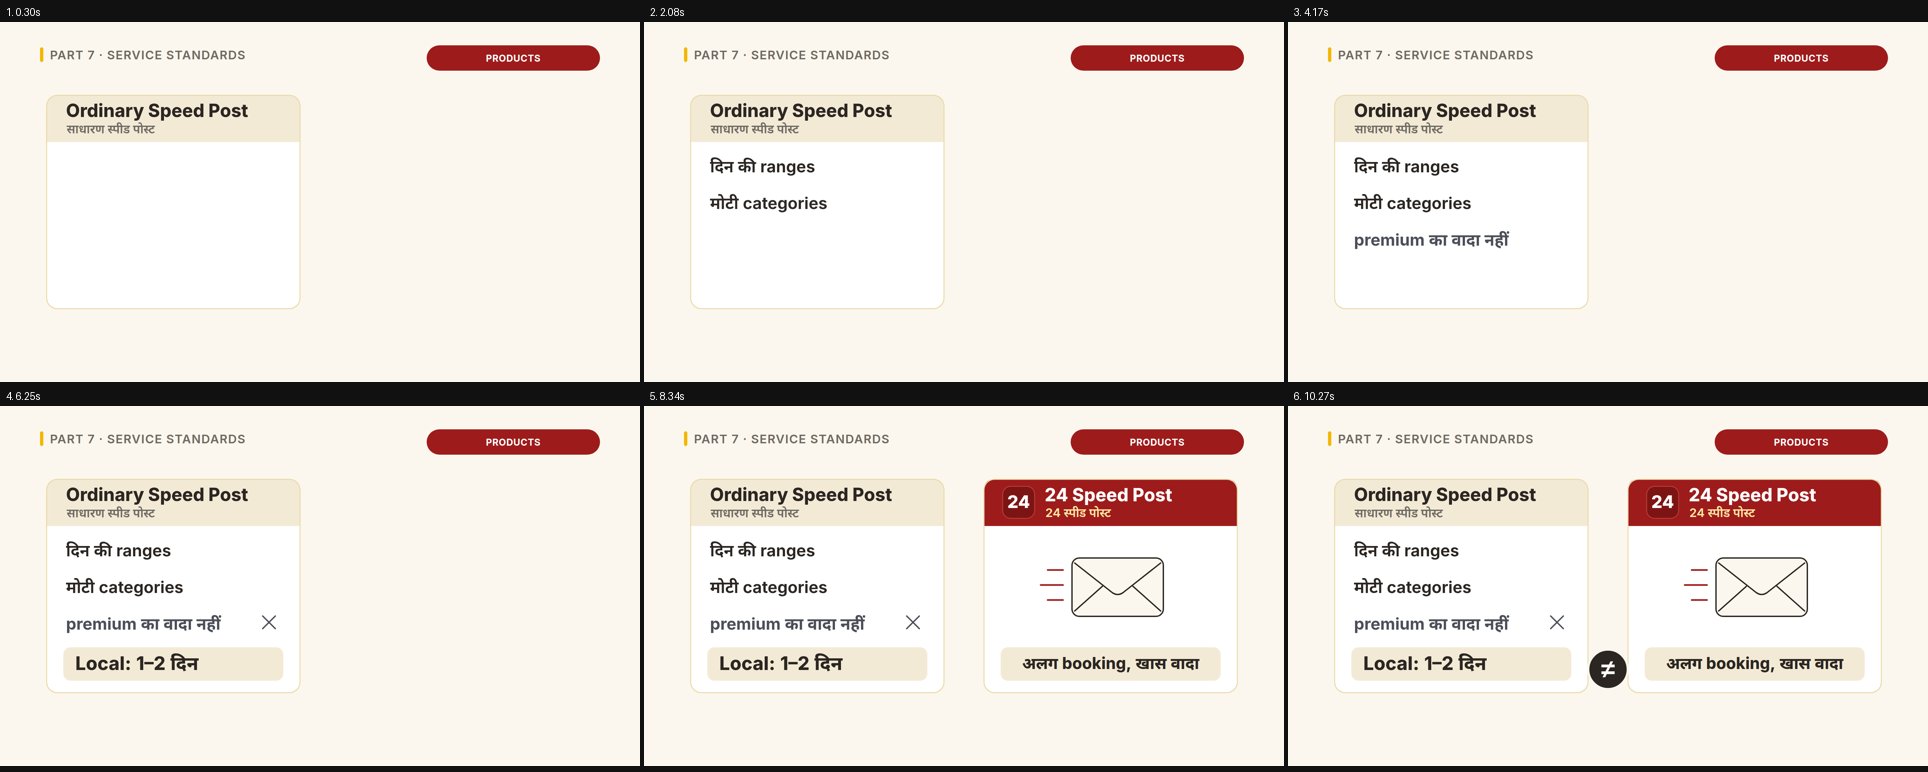 1. 0.30s
PART 7 · SERVICE STANDARDS
PRODUCTS
Ordinary Speed Post
साधारण स्पीड पोस्ट
2. 2.08s
PART 7 · SERVICE STANDARDS
PRODUCTS
Ordinary Speed Post
साधारण स्पीड पोस्ट
दिन की ranges
मोटी categories
3. 4.17s
PART 7 · SERVICE STANDARDS
PRODUCTS
Ordinary Speed Post
साधारण स्पीड पोस्ट
दिन की ranges
मोटी categories
premium का वादा नहीं
4. 6.25s
PART 7 · SERVICE STANDARDS
PRODUCTS
Ordinary Speed Post
साधारण स्पीड पोस्ट
दिन की ranges
मोटी categories
premium का वादा नहीं
Local: 1–2 दिन
5. 8.34s
PART 7 · SERVICE STANDARDS
PRODUCTS
Ordinary Speed Post
साधारण स्पीड पोस्ट
दिन की ranges
मोटी categories
premium का वादा नहीं
Local: 1–2 दिन
24
24 Speed Post
24 स्पीड पोस्ट
अलग booking, खास वादा
6. 10.27s
PART 7 · SERVICE STANDARDS
PRODUCTS
Ordinary Speed Post
साधारण स्पीड पोस्ट
दिन की ranges
मोटी categories
premium का वादा नहीं
Local: 1–2 दिन
≠
24
24 Speed Post
24 स्पीड पोस्ट
अलग booking, खास वादा